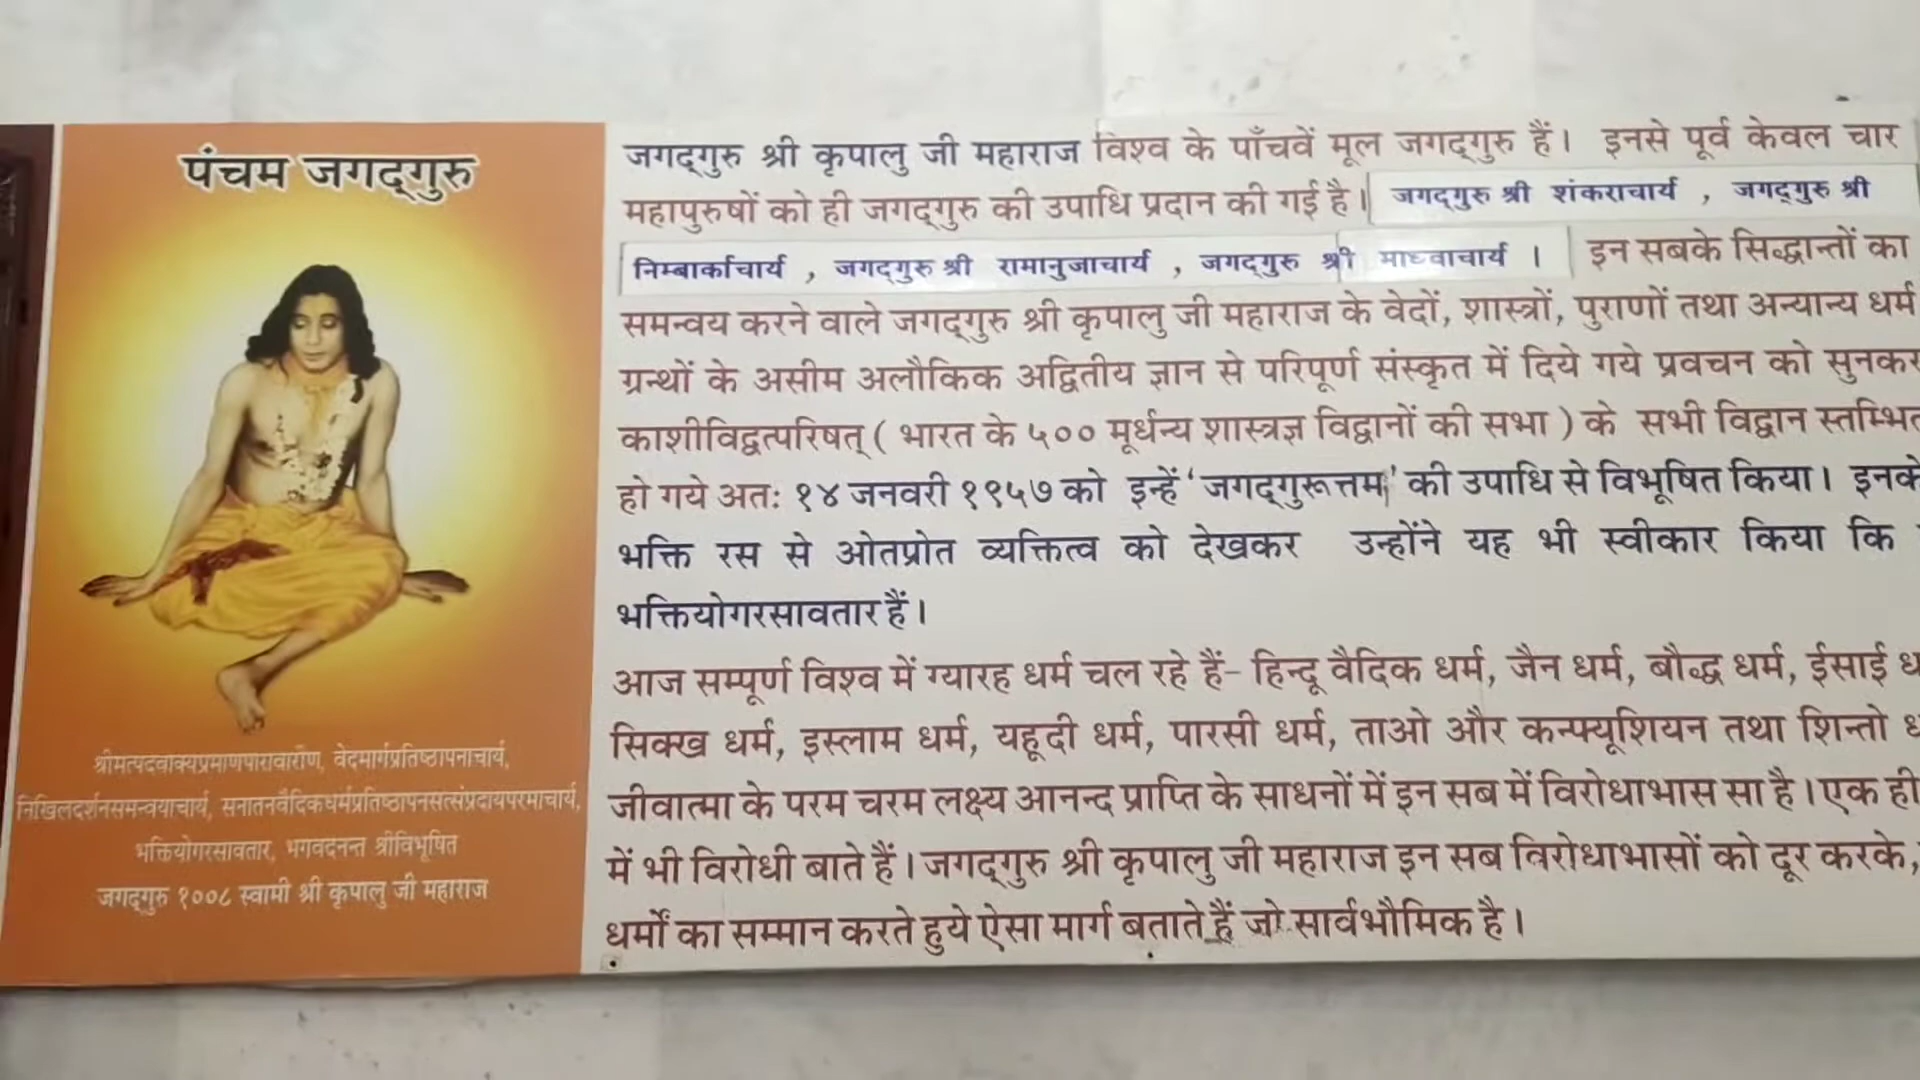 पंचम जगद्गुरु
श्रीमत्पदवाक्यप्रमाणपारावारीण, वेदमार्गप्रतिष्ठापनाचार्य,
निखिलदर्शनसमन्वयाचार्य, सनातनवैदिकधर्मप्रतिष्ठापनसत्संप्रदायपरमाचार्य,
भक्तियोगरसावतार, भगवदनन्त श्रीविभूषित
जगद्गुरु १००८ स्वामी श्री कृपालु जी महाराज
जगद्गुरु श्री कृपालु जी महाराज विश्व के पाँचवें मूल जगद्गुरु हैं। इनसे पूर्व केवल चार
महापुरुषों को ही जगद्गुरु की उपाधि प्रदान की गई है। जगद्गुरु श्री शंकराचार्य , जगद्गुरु श्री
निम्बार्काचार्य , जगद्गुरु श्री रामानुजाचार्य , जगद्गुरु श्री माध्वाचार्य । इन सबके सिद्धान्तों का
समन्वय करने वाले जगद्गुरु श्री कृपालु जी महाराज के वेदों, शास्त्रों, पुराणों तथा अन्यान्य धर्म
ग्रन्थों के असीम अलौकिक अद्वितीय ज्ञान से परिपूर्ण संस्कृत में दिये गये प्रवचन को सुनकर
काशीविद्वत्परिषत् ( भारत के ५०० मूर्धन्य शास्त्रज्ञ विद्वानों की सभा ) के सभी विद्वान
हो गये अतः १४ जनवरी १९५७ को इन्हें ‘जगद्गुरूत्तम’ की उपाधि से विभूषित किया। इनके
भक्ति रस से ओतप्रोत व्यक्तित्व को देखकर उन्होंने यह भी स्वीकार किया कि
भक्तियोगरसावतार हैं।
आज सम्पूर्ण विश्व में ग्यारह धर्म चल रहे हैं- हिन्दू वैदिक धर्म, जैन धर्म, बौद्ध धर्म, ईसाई
सिक्ख धर्म, इस्लाम धर्म, यहूदी धर्म, पारसी धर्म, ताओ और कन्फ्यूशियन तथा शिन्तो
जीवात्मा के परम चरम लक्ष्य आनन्द प्राप्ति के साधनों में इन सब में विरोधाभास सा है। एक ही
में भी विरोधी बाते हैं। जगद्गुरु श्री कृपालु जी महाराज इन सब विरोधाभासों को दूर करके,
धर्मों का सम्मान करते हुये ऐसा मार्ग बताते हैं जो सार्वभौमिक है।